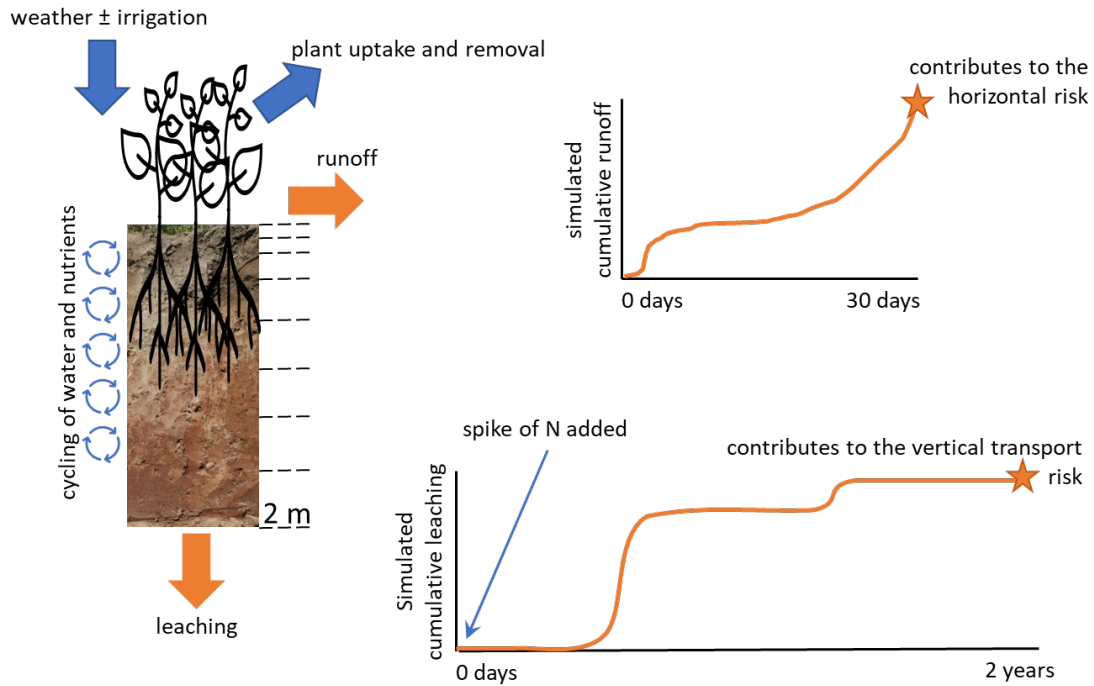 weather ± irrigation
plant uptake and removal
runoff
cycling of water and nutrients
2 m
leaching
contributes to the
horizontal risk
simulated
cumulative runoff
0 days
30 days
spike of N added
contributes to the vertical transport
risk
Simulated
cumulative leaching
0 days
2 years